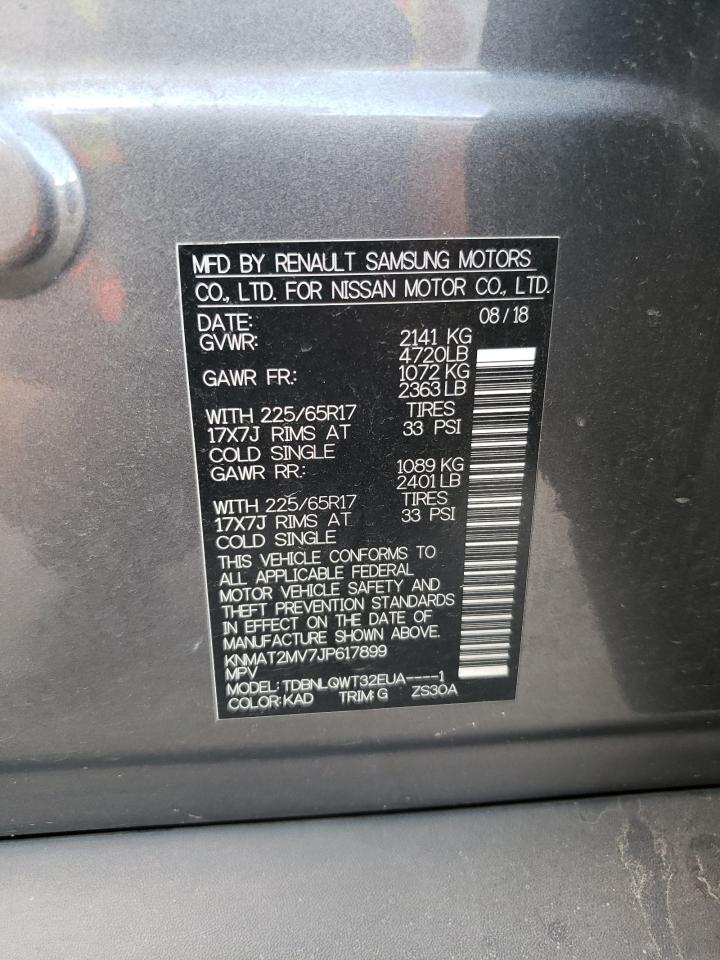 MFD BY RENAULT SAMSUNG MOTORS
CO., LTD. FOR NISSAN MOTOR CO., LTD.
DATE: 08/18
GVWR: 2141 KG
4720LB
GAWR FR.: 1072 KG
2363 LB
WITH 225/65R17 TIRES
17X7J RIMS AT 33 PSI
COLD SINGLE
GAWR RR.: 1089 KG
2401 LB
WITH 225/65R17 TIRES
17X7J RIMS AT 33 PSI
COLD SINGLE
THIS VEHICLE CONFORMS TO
ALL APPLICABLE FEDERAL
MOTOR VEHICLE SAFETY AND
THEFT PREVENTION STANDARDS
IN EFFECT ON THE DATE OF
MANUFACTURE SHOWN ABOVE.
KNMAT2MV7JP617899
MPV
MODEL: TDBNLQWT32EUA----1
COLOR:KAD TRIM:G ZS30A